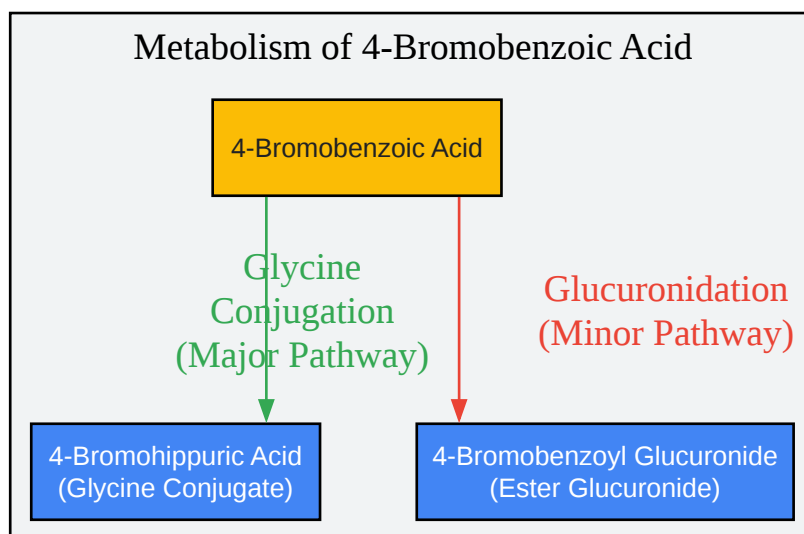 Metabolism of 4-Bromobenzoic Acid
4-Bromobenzoic Acid
Glycine
Conjugation
(Major Pathway)
Glucuronidation
(Minor Pathway)
4-Bromohippuric Acid
(Glycine Conjugate)
4-Bromobenzoyl Glucuronide
(Ester Glucuronide)